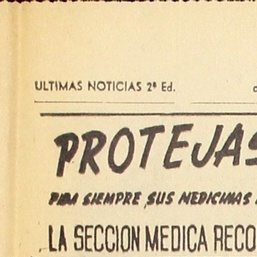 ULTIMAS NOTICIAS 2ª Ed.
PROTEJAS
PIDA SIEMPRE SUS MEDICINAS
LA SECCION MEDICA RECO